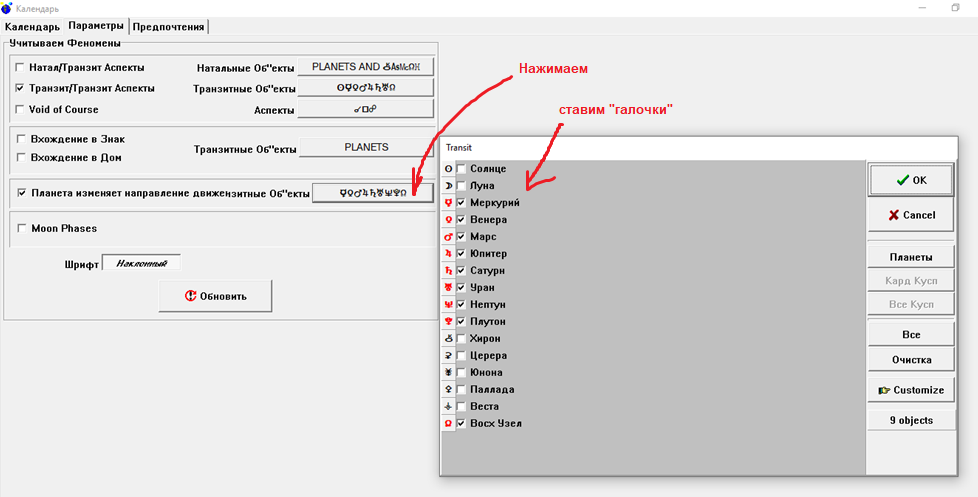 Календарь
Календарь Параметры Предпочтения
Учитываем Феномены
Натал/Транзит Аспекты Натальные Об"екты PLANETS AND ⚷AsMc☊♓
Транзит/Транзит Аспекты Транзитные Об"екты ☉☿♀♂♃♄♅☊
Void of Course Аспекты ☌□☍
Вхождение в Знак
Вхождение в Дом
Транзитные Об"екты PLANETS
Планета изменяет направление движензитные Об"екты ☿♀♂♃♄♅♆♇☊
Moon Phases
Шрифт Наклонный
Обновить
Нажимаем
ставим "галочки"
Transit
☉ Солнце
☽ Луна
☿ Меркурий
♀ Венера
♂ Марс
♃ Юпитер
♄ Сатурн
♅ Уран
♆ Нептун
♇ Плутон
⚷ Хирон
⚳ Церера
⚵ Юнона
⚴ Паллада
⚶ Веста
☊ Восх Узел
OK
Cancel
Планеты
Кард Кусп
Все Кусп
Все
Очистка
Customize
9 objects